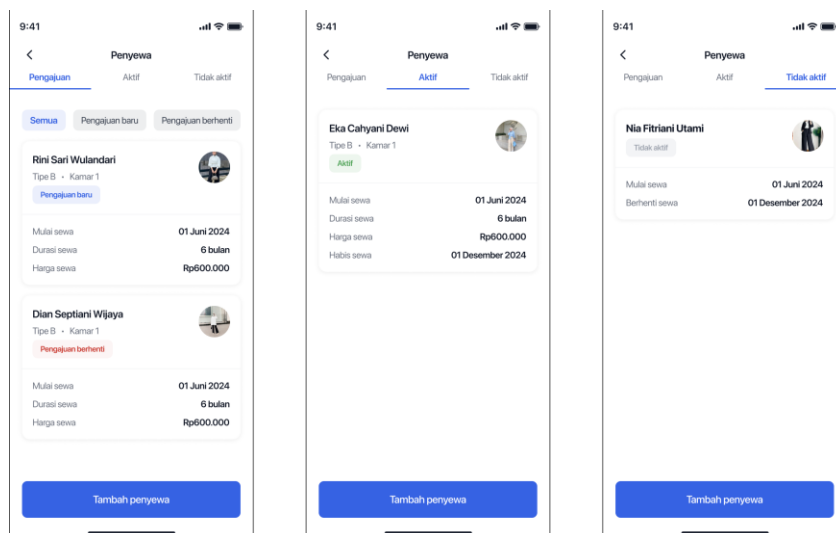 9:41
Penyewa
Pengajuan Aktif Tidak aktif
Semua Pengajuan baru Pengajuan berhenti
Rini Sari Wulandari
Tipe B • Kamar 1
Pengajuan baru
Mulai sewa 01 Juni 2024
Durasi sewa 6 bulan
Harga sewa Rp600.000
Dian Septiani Wijaya
Tipe B • Kamar 1
Pengajuan berhenti
Mulai sewa 01 Juni 2024
Durasi sewa 6 bulan
Harga sewa Rp600.000
Tambah penyewa
9:41
Penyewa
Pengajuan Aktif Tidak aktif
Eka Cahyani Dewi
Tipe B • Kamar 1
Aktif
Mulai sewa 01 Juni 2024
Durasi sewa 6 bulan
Harga sewa Rp600.000
Habis sewa 01 Desember 2024
Tambah penyewa
9:41
Penyewa
Pengajuan Aktif Tidak aktif
Nia Fitriani Utami
Tidak aktif
Mulai sewa 01 Juni 2024
Berhenti sewa 01 Desember 2024
Tambah penyewa